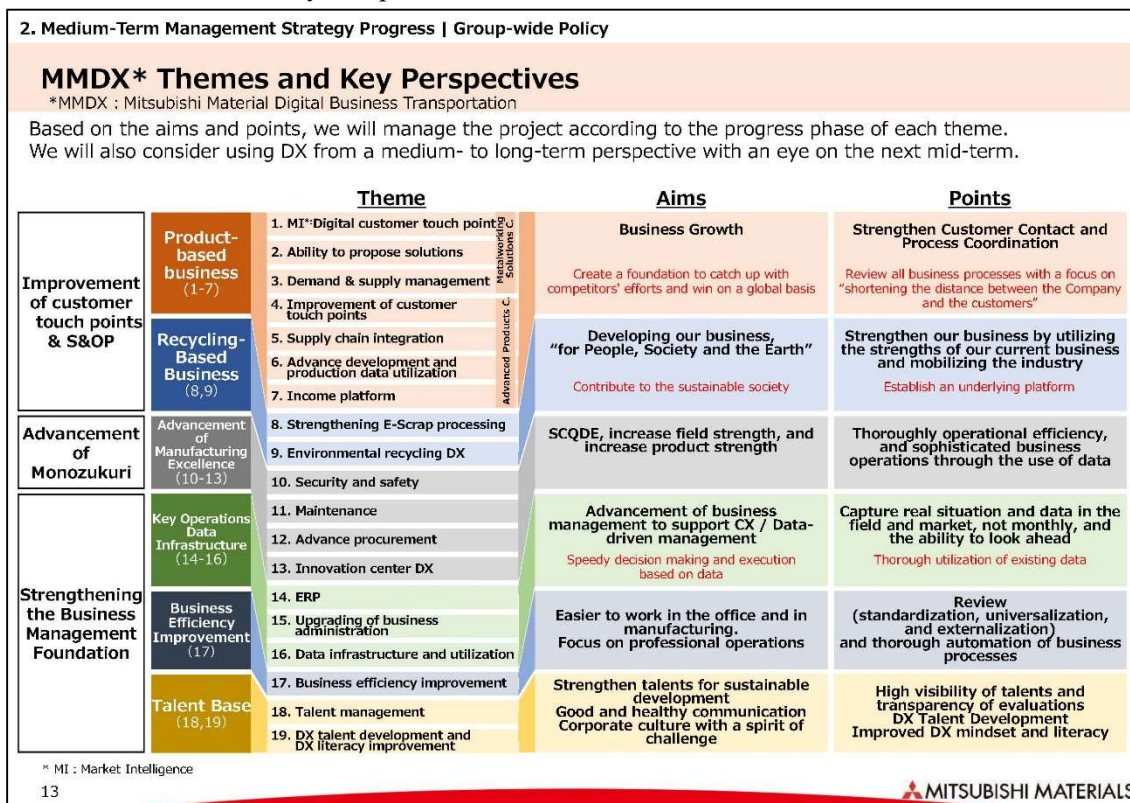 2. Medium-Term Management Strategy Progress | Group-wide Policy
MMDX* Themes and Key Perspectives
*MMDX : Mitsubishi Material Digital Business Transportation
Based on the aims and points, we will manage the project according to the progress phase of each theme.
We will also consider using DX from a medium- to long-term perspective with an eye on the next mid-term.
Theme
Aims
Points
Improvement
of customer
touch points
& S&OP
Product-
based
business
(1-7)
Recycling-
Based
Business
(8,9)
Advancement
of
Monozukuri
Advancement
of
Manufacturing
Excellence
(10-13)
Strengthening
the Business
Management
Foundation
Key Operations
Data
Infrastructure
(14-16)
Business
Efficiency
Improvement
(17)
Talent Base
(18,19)
1. MI*:Digital customer touch point
2. Ability to propose solutions
3. Demand & supply management
4. Improvement of customer
touch points
5. Supply chain integration
6. Advance development and
production data utilization
7. Income platform
Metalworking
Solutions C.
Advanced Products C.
8. Strengthening E-Scrap processing
9. Environmental recycling DX
10. Security and safety
11. Maintenance
12. Advance procurement
13. Innovation center DX
14. ERP
15. Upgrading of business
administration
16. Data infrastructure and utilization
17. Business efficiency improvement
18. Talent management
19. DX talent development and
DX literacy improvement
Business Growth
Create a foundation to catch up with
competitors' efforts and win on a global basis
Strengthen Customer Contact and
Process Coordination
Review all business processes with a focus on
"shortening the distance between the Company
and the customers"
Developing our business,
"for People, Society and the Earth"
Contribute to the sustainable society
Strengthen our business by utilizing
the strengths of our current business
and mobilizing the industry
Establish an underlying platform
SCQDE, increase field strength, and
increase product strength
Thoroughly operational efficiency,
and sophisticated business
operations through the use of data
Advancement of business
management to support CX / Data-
driven management
Speedy decision making and execution
based on data
Capture real situation and data in the
field and market, not monthly, and
the ability to look ahead
Thorough utilization of existing data
Easier to work in the office and in
manufacturing.
Focus on professional operations
Review
(standardization, universalization,
and externalization)
and thorough automation of business
processes
Strengthen talents for sustainable
development
Good and healthy communication
Corporate culture with a spirit of
challenge
High visibility of talents and
transparency of evaluations
DX Talent Development
Improved DX mindset and literacy
* MI : Market Intelligence
13
MITSUBISHI MATERIALS